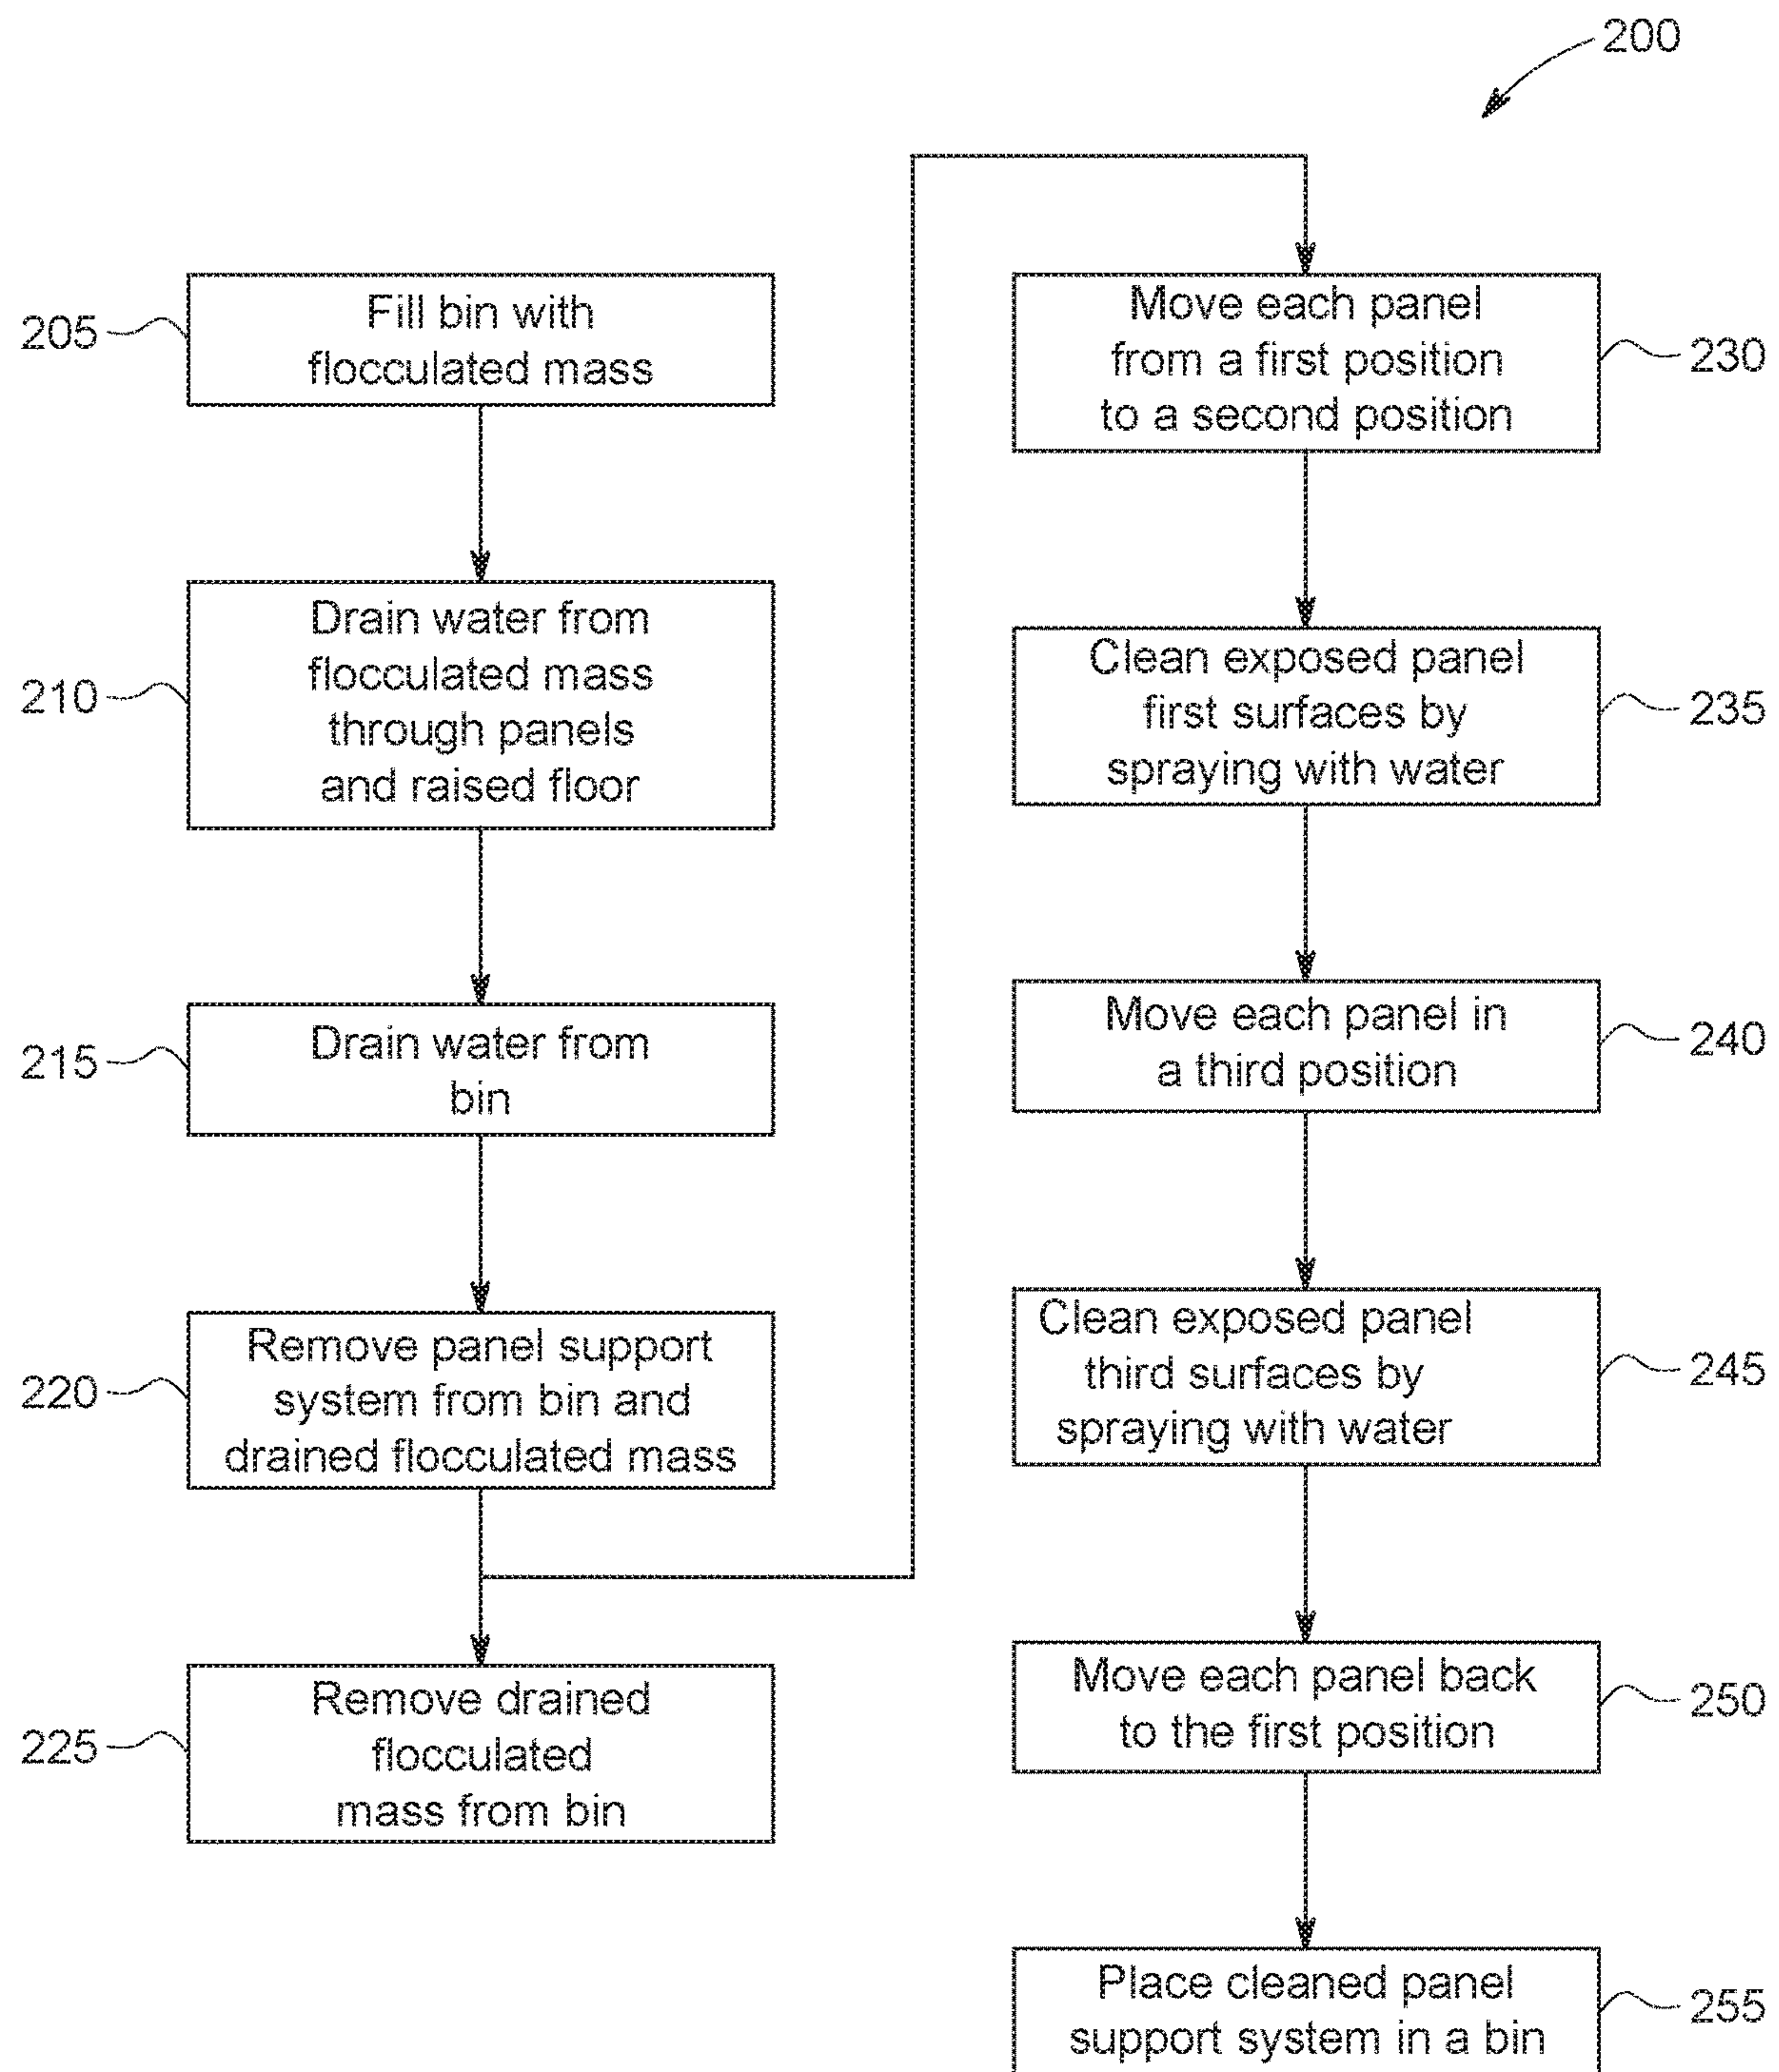 200
205
Fill bin with
flocculated mass
210
Drain water from
flocculated mass
through panels
and raised floor
215
Drain water from
bin
220
Remove panel support
system from bin and
drained flocculated mass
225
Remove drained
flocculated
mass from bin
Move each panel
from a first position
to a second position
230
Clean exposed panel
first surfaces by
spraying with water
235
Move each panel in
a third position
240
Clean exposed panel
third surfaces by
spraying with water
245
Move each panel back
to the first position
250
Place cleaned panel
support system in a bin
255